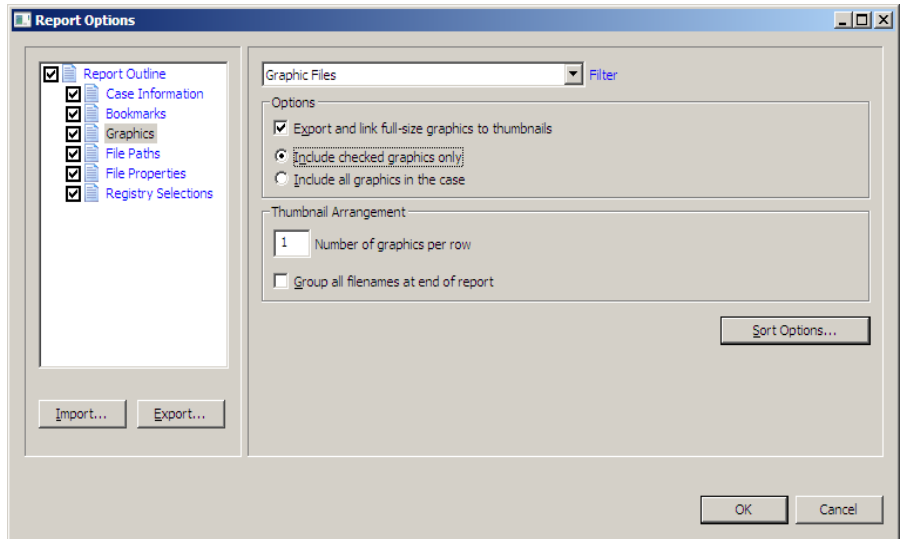 Report Options
Report Outline
Case Information
Bookmarks
Graphics
File Paths
File Properties
Registry Selections
Import...
Export...
Graphic Files
Filter
Options
Export and link full-size graphics to thumbnails
Include checked graphics only
Include all graphics in the case
Thumbnail Arrangement
1 Number of graphics per row
Group all filenames at end of report
Sort Options...
OK
Cancel